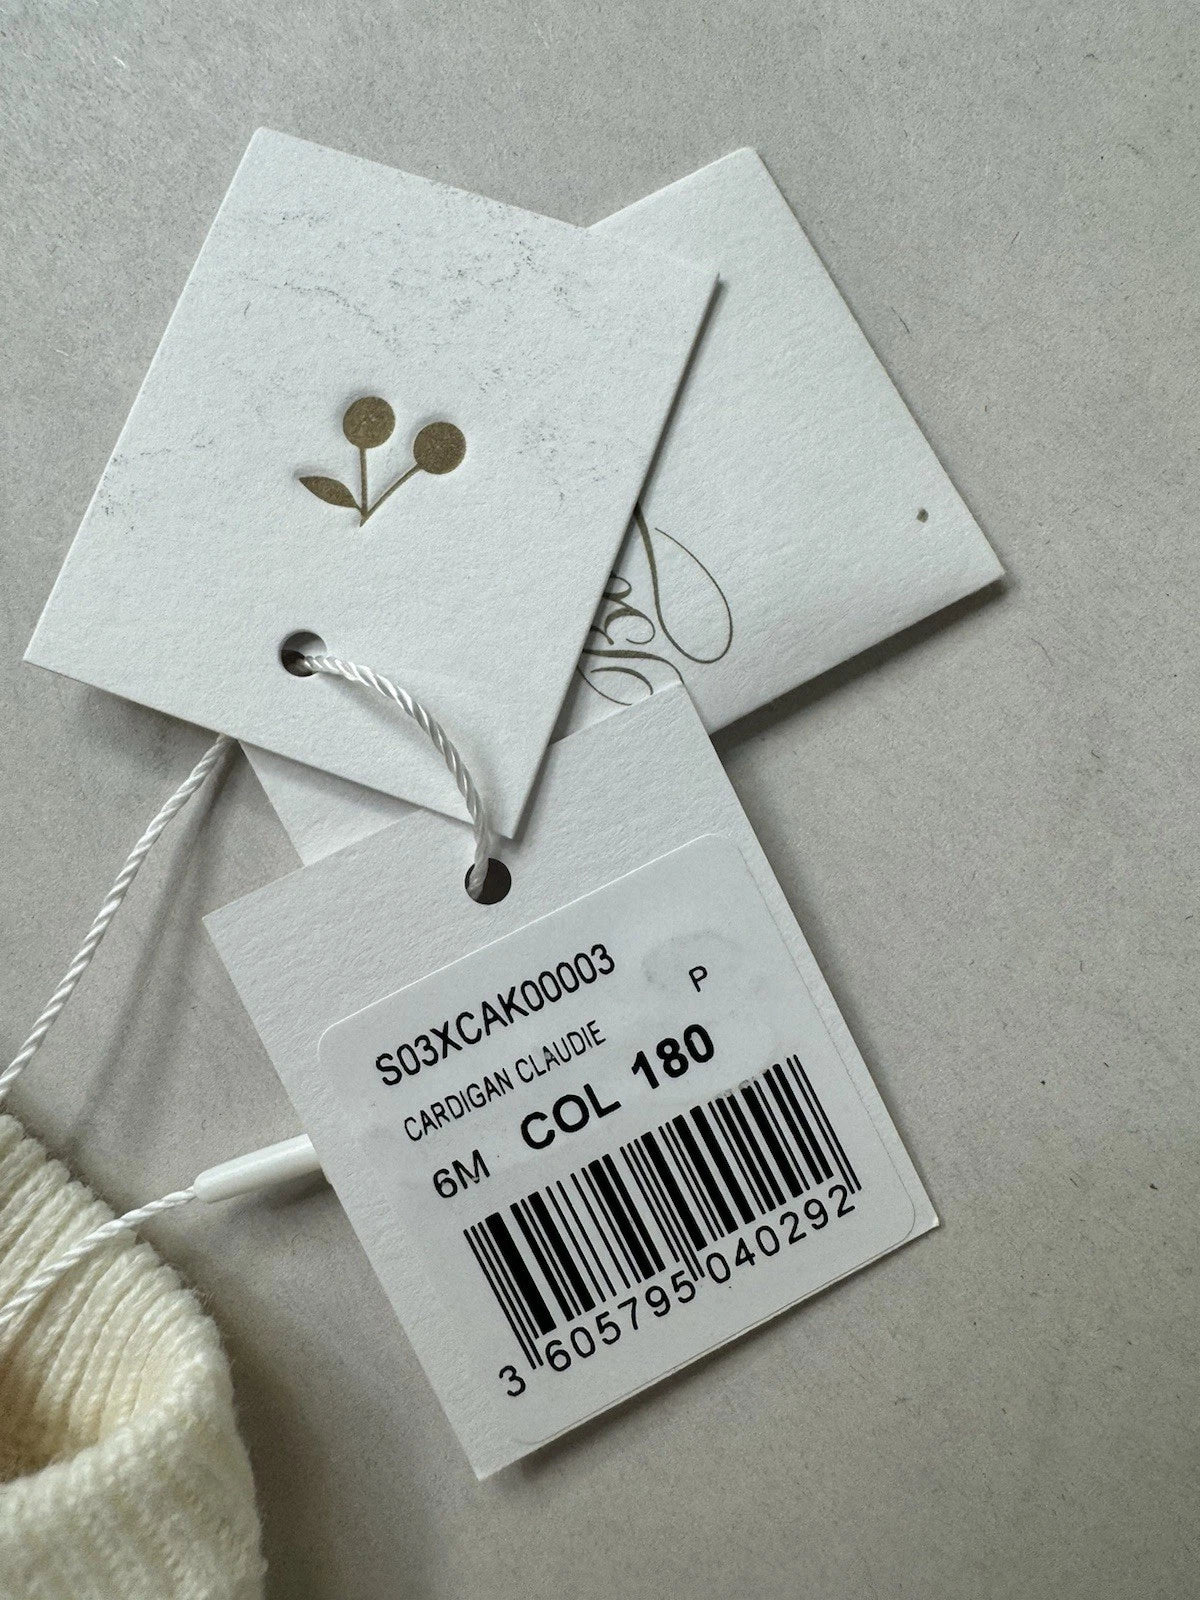 S03XCAK00003
P
CARDIGAN CLAUDIE
6M COL 180
3 605795 040292